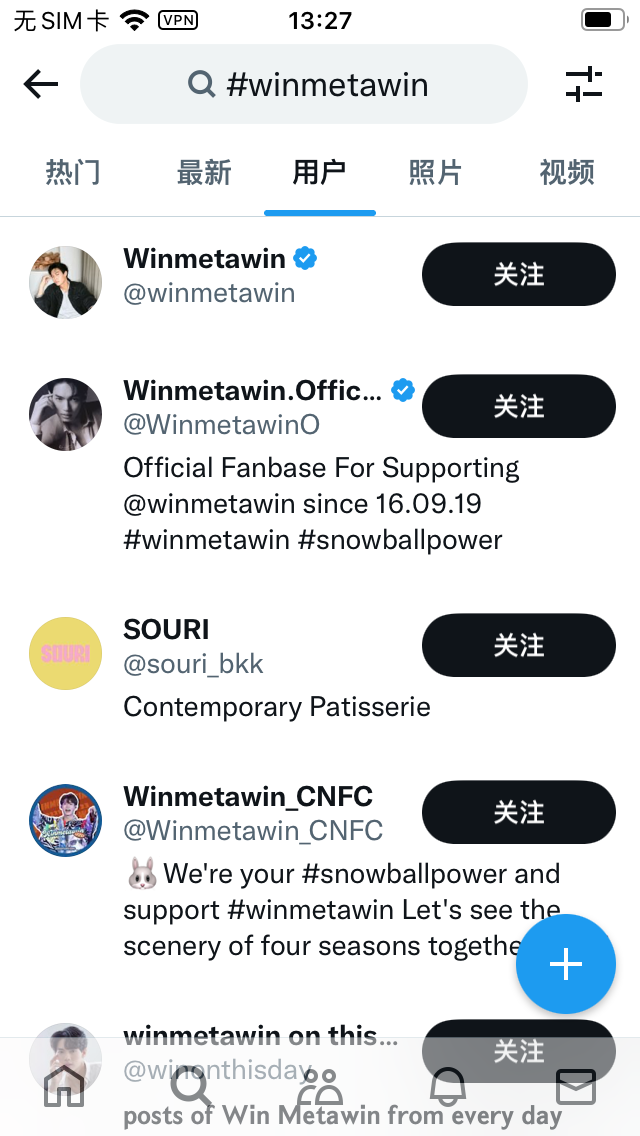 无SIM卡 VPN 13:27
#winmetawin
热门 最新 用户 照片 视频
Winmetawin 关注
@winmetawin
Winmetawin.Offic... 关注
@WinmetawinO
Official Fanbase For Supporting
@winmetawin since 16.09.19
#winmetawin #snowballpower
SOURI 关注
SOURI
@souri_bkk
Contemporary Patisserie
Winmetawin_CNFC 关注
@Winmetawin_CNFC
🐰We're your #snowballpower and
support #winmetawin Let's see the
scenery of four seasons togethe
winmetawin on this... 关注
@winonthisday
posts of Win Metawin from every day